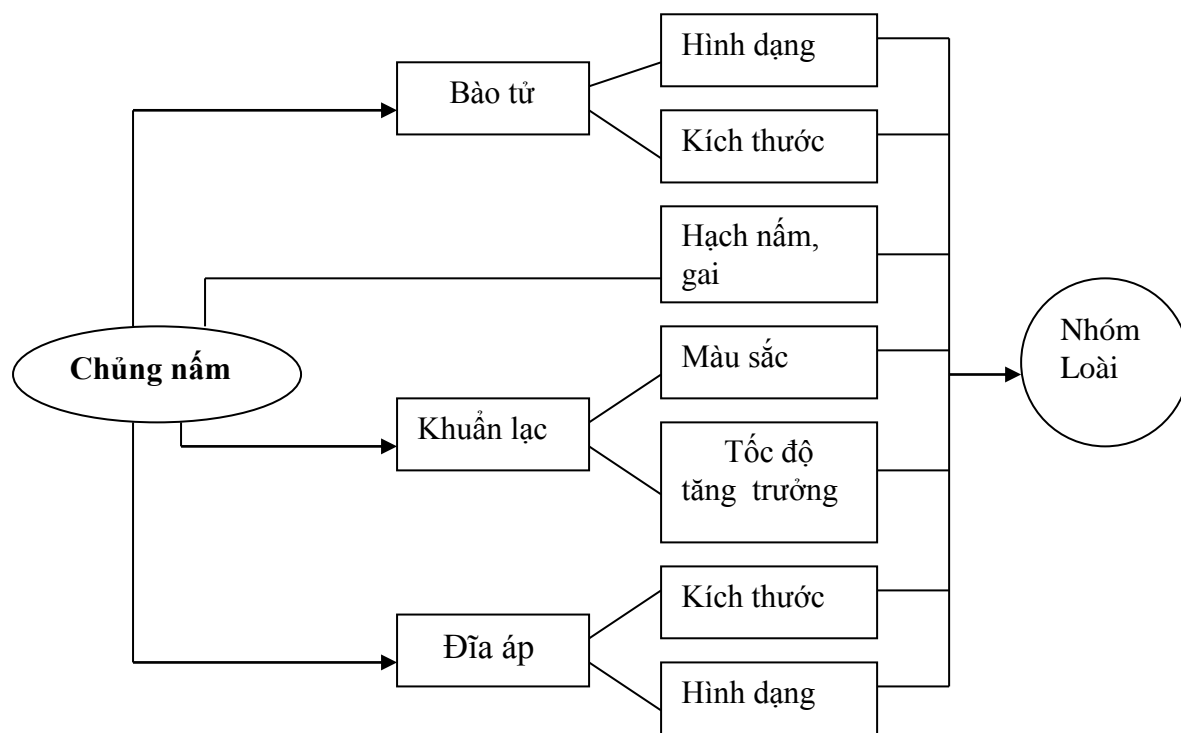 Hình dạng
Bào tử
Kích thước
Hạch nấm,
gai
Chủng nấm
Màu sắc
Khuẩn lạc
Tốc độ
tăng trưởng
Nhóm
Loài
Kích thước
Đĩa áp
Hình dạng